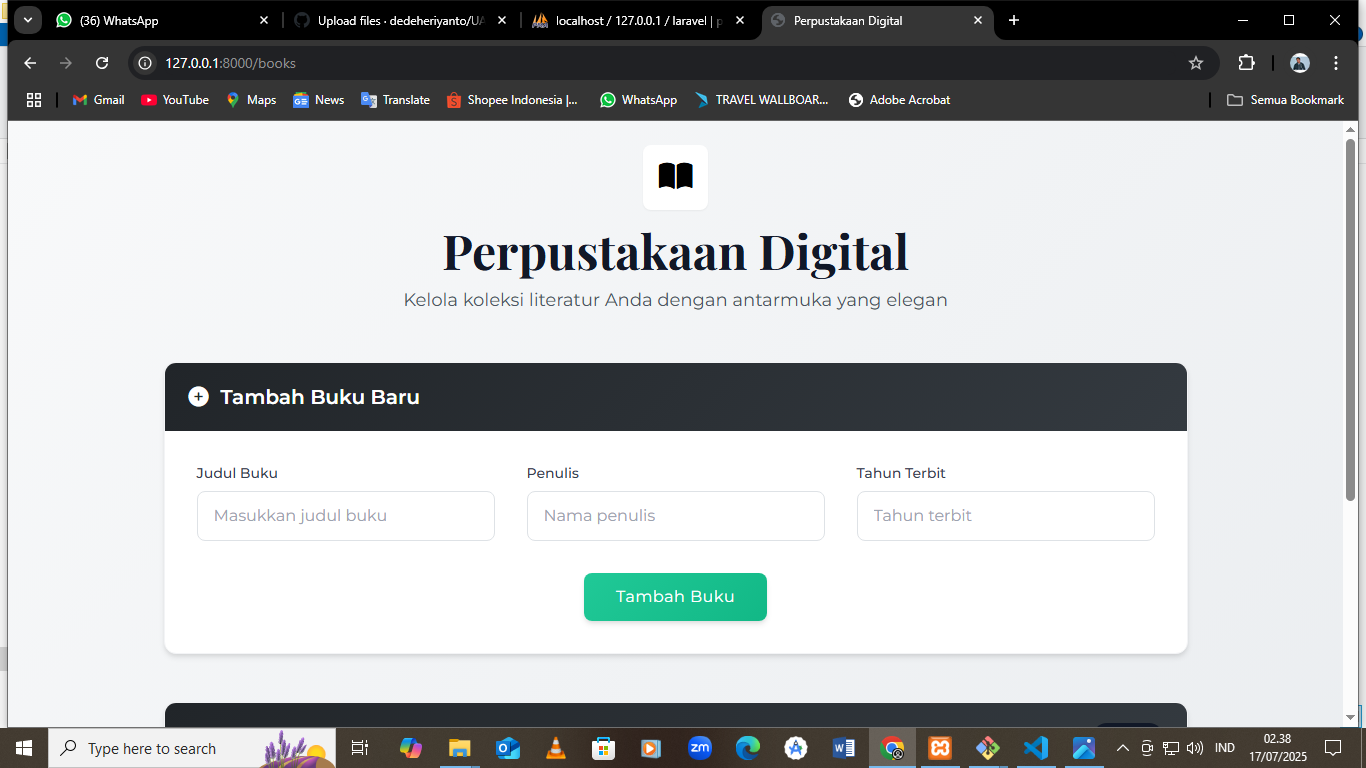 (36) WhatsApp
Upload files · dedeheriyanto/UA
localhost / 127.0.0.1 / laravel | p
Perpustakaan Digital
127.0.0.1:8000/books
Gmail
YouTube
Maps
News
Translate
Shopee Indonesia |...
WhatsApp
TRAVEL WALLBOAR...
Adobe Acrobat
Semua Bookmark
Perpustakaan Digital
Kelola koleksi literatur Anda dengan antarmuka yang elegan
Tambah Buku Baru
Judul Buku
Penulis
Tahun Terbit
Masukkan judul buku
Nama penulis
Tahun terbit
Tambah Buku
Type here to search
zm
IND
02.38
17/07/2025